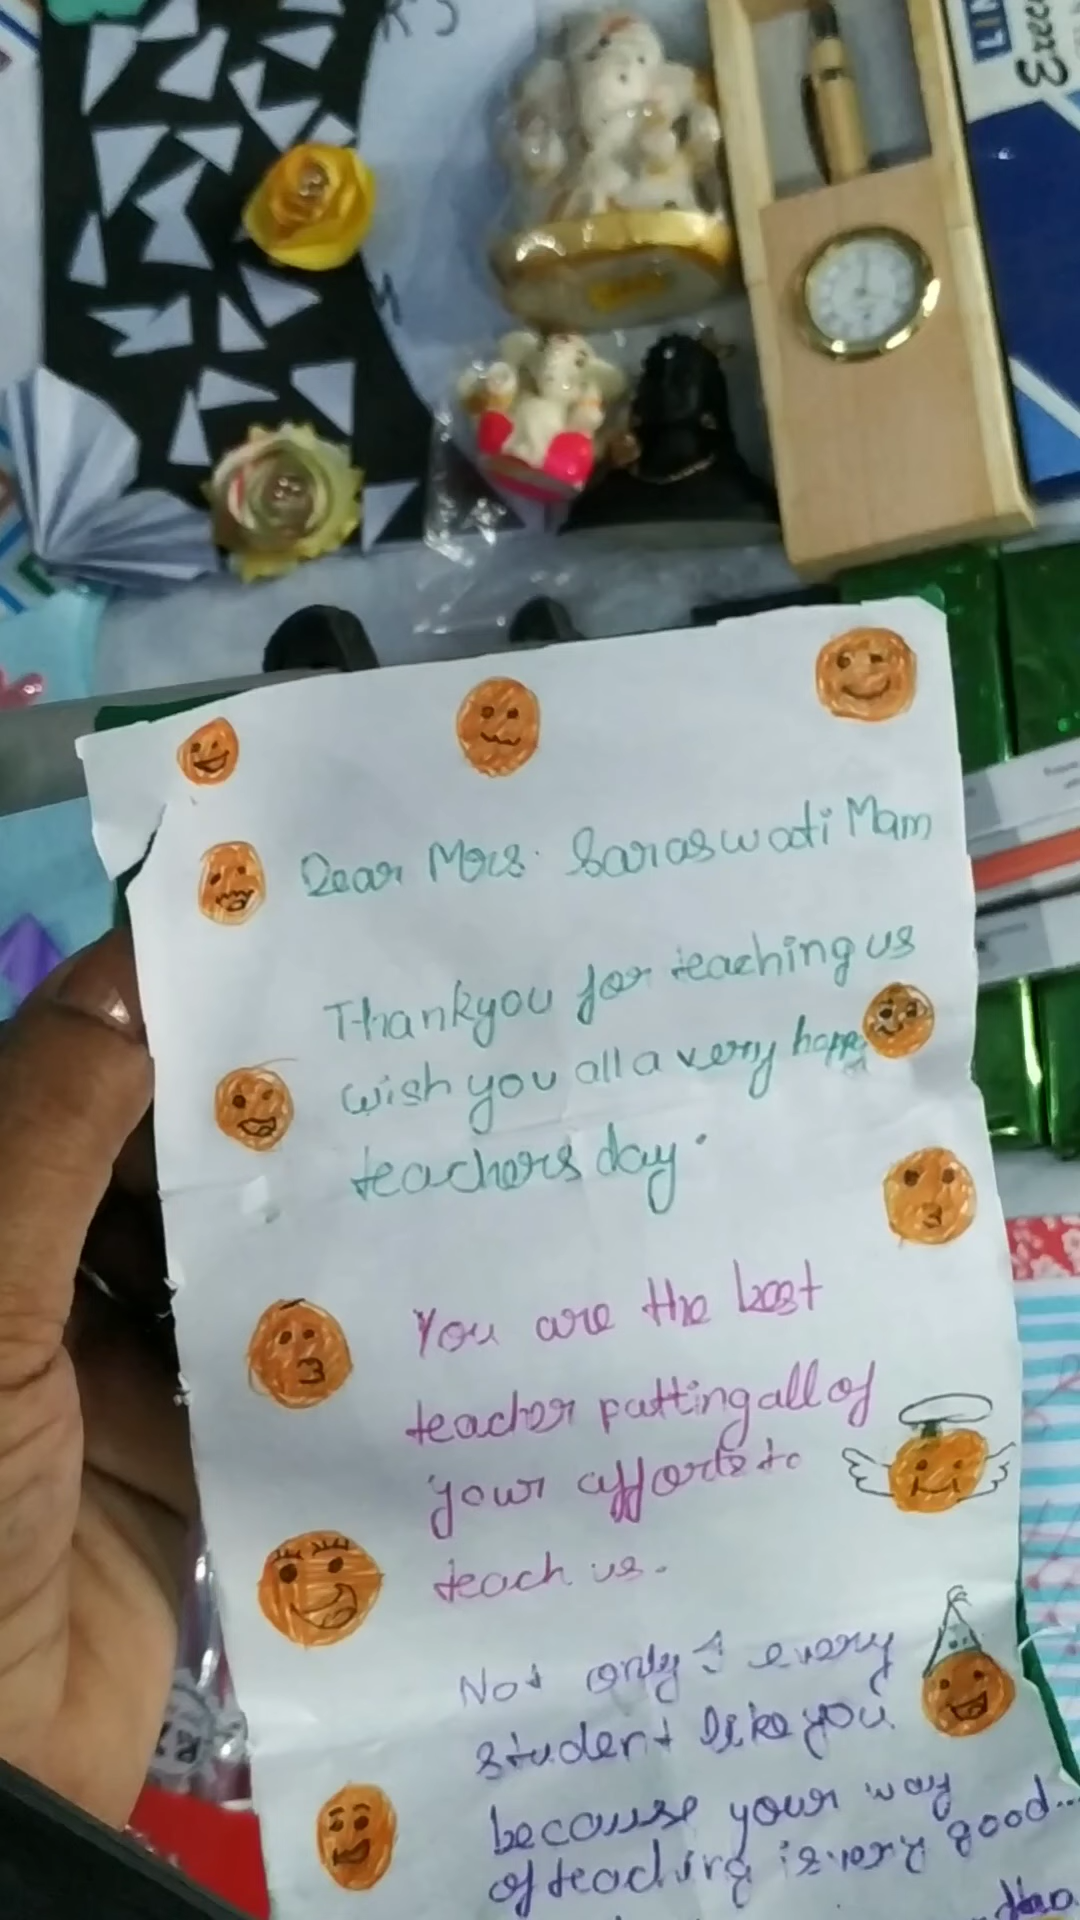 Dear Mrs. Saraswati Mam
Thankyou for teaching us
wish you all a very happy
teachers day.
You are the best
teacher putting all of
your afforts to
teach us.
Not only I every
student like you
because your way
of teaching is very good...